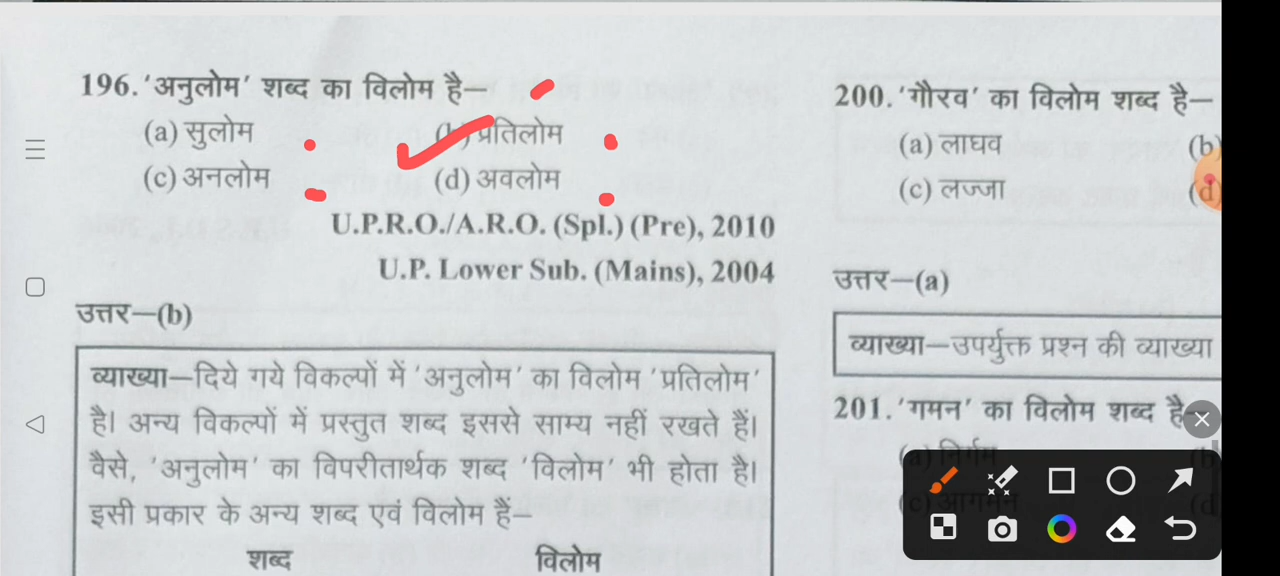 196. 'अनुलोम' शब्द का विलोम है–
(a) सुलोम (b) प्रतिलोम
(c) अनलोम (d) अवलोम
U.P.R.O./A.R.O. (Spl.) (Pre), 2010
U.P. Lower Sub. (Mains), 2004
उत्तर–(b)
व्याख्या–दिये गये विकल्पों में 'अनुलोम' का विलोम 'प्रतिलोम'
है। अन्य विकल्पों में प्रस्तुत शब्द इससे साम्य नहीं रखते हैं।
वैसे, 'अनुलोम' का विपरीतार्थक शब्द 'विलोम' भी होता है।
इसी प्रकार के अन्य शब्द एवं विलोम हैं–
शब्द विलोम
200. 'गौरव' का विलोम शब्द है–
(a) लाघव (b)
(c) लज्जा (d)
उत्तर–(a)
व्याख्या–उपर्युक्त प्रश्न की व्याख्या
201. 'गमन' का विलोम शब्द है–
(a) निर्गम (b)
(c) आगमन (d)